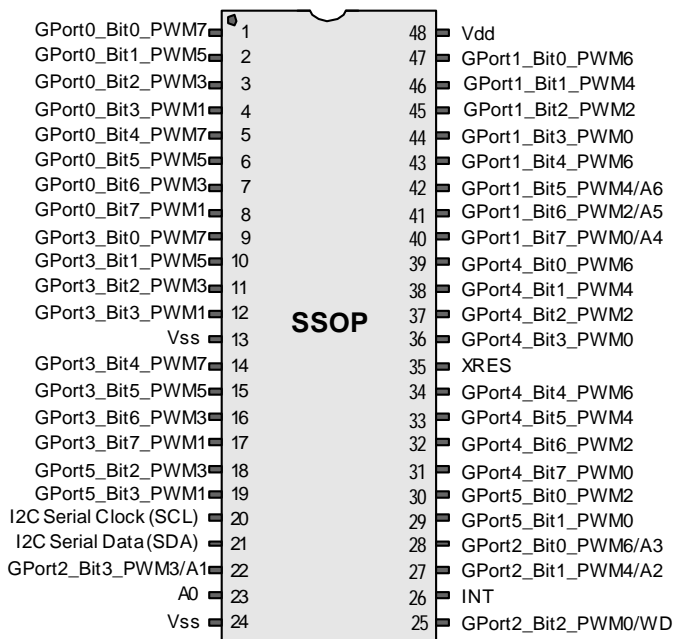 GPort0_Bit0_PWM7 1 48 Vdd
GPort0_Bit1_PWM5 2 47 GPort1_Bit0_PWM6
GPort0_Bit2_PWM3 3 46 GPort1_Bit1_PWM4
GPort0_Bit3_PWM1 4 45 GPort1_Bit2_PWM2
GPort0_Bit4_PWM7 5 44 GPort1_Bit3_PWM0
GPort0_Bit5_PWM5 6 43 GPort1_Bit4_PWM6
GPort0_Bit6_PWM3 7 42 GPort1_Bit5_PWM4/A6
GPort0_Bit7_PWM1 8 41 GPort1_Bit6_PWM2/A5
GPort3_Bit0_PWM7 9 40 GPort1_Bit7_PWM0/A4
GPort3_Bit1_PWM5 10 39 GPort4_Bit0_PWM6
GPort3_Bit2_PWM3 11 38 GPort4_Bit1_PWM4
GPort3_Bit3_PWM1 12 37 GPort4_Bit2_PWM2
SSOP
Vss 13 36 GPort4_Bit3_PWM0
GPort3_Bit4_PWM7 14 35 XRES
GPort3_Bit5_PWM5 15 34 GPort4_Bit4_PWM6
GPort3_Bit6_PWM3 16 33 GPort4_Bit5_PWM4
GPort3_Bit7_PWM1 17 32 GPort4_Bit6_PWM2
GPort5_Bit2_PWM3 18 31 GPort4_Bit7_PWM0
GPort5_Bit3_PWM1 19 30 GPort5_Bit0_PWM2
I2C Serial Clock (SCL) 20 29 GPort5_Bit1_PWM0
I2C Serial Data (SDA) 21 28 GPort2_Bit0_PWM6/A3
GPort2_Bit3_PWM3/A1 22 27 GPort2_Bit1_PWM4/A2
A0 23 26 INT
Vss 24 25 GPort2_Bit2_PWM0/WD